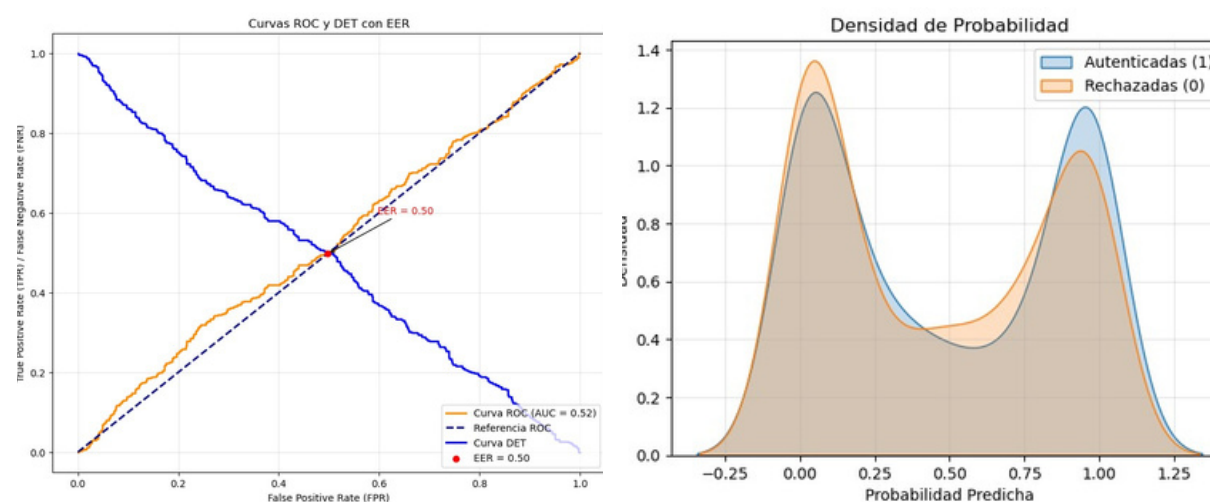 Curvas ROC y DET con EER
True Positive Rate (TPR) / False Negative Rate (FNR)
1.0
0.8
0.6
0.4
0.2
0.0
EER = 0.50
Curva ROC (AUC = 0.52)
Referencia ROC
Curva DET
EER = 0.50
0.0 0.2 0.4 0.6 0.8 1.0
False Positive Rate (FPR)
Densidad de Probabilidad
Densidad
1.4
1.2
1.0
0.8
0.6
0.4
0.2
0.0
Autenticadas (1)
Rechazadas (0)
−0.25 0.00 0.25 0.50 0.75 1.00 1.25
Probabilidad Predicha